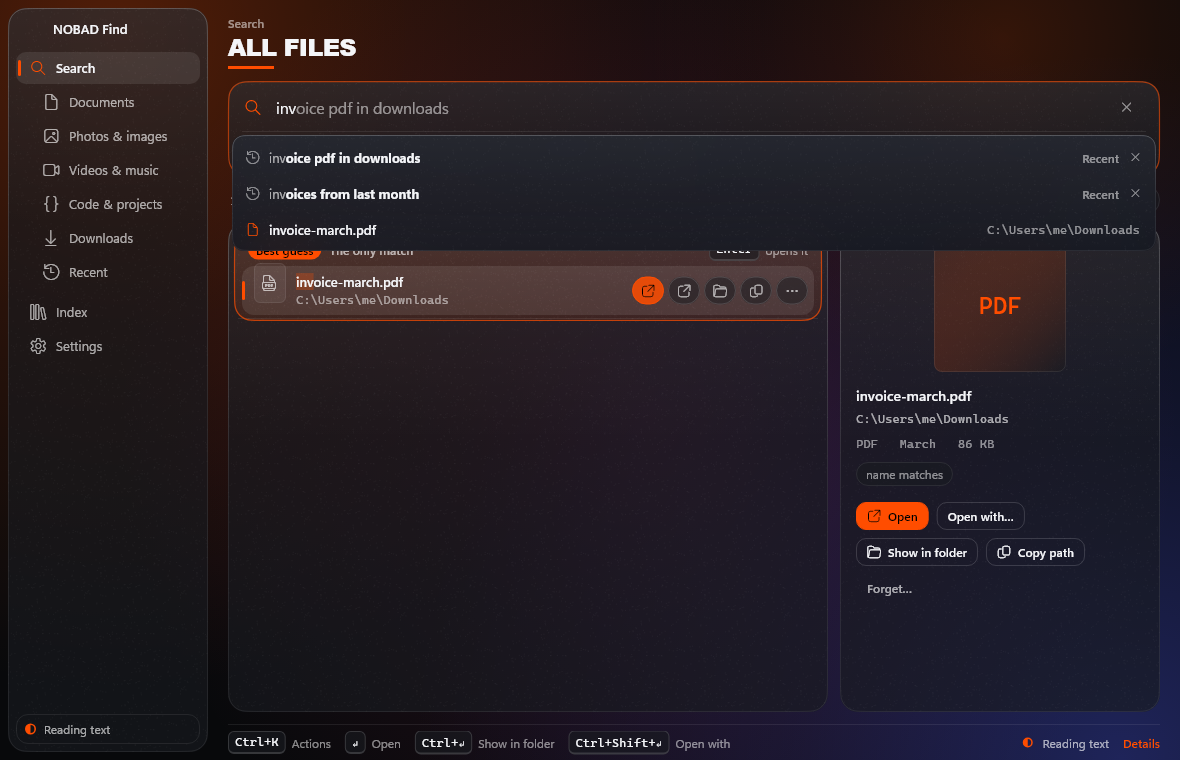 NOBAD Find
Search
Documents
Photos & images
Videos & music
Code & projects
Downloads
Recent
Index
Settings
Reading text
Search
ALL FILES
invoice pdf in downloads
invoice pdf in downloads Recent
invoices from last month Recent
invoice-march.pdf C:\Users\me\Downloads
Best guess The only match Enter opens it
PDF
invoice-march.pdf
C:\Users\me\Downloads
PDF
invoice-march.pdf
C:\Users\me\Downloads
PDF March 86 KB
name matches
Open Open with...
Show in folder Copy path
Forget...
Ctrl+K Actions ↲ Open Ctrl+↲ Show in folder Ctrl+Shift+↲ Open with
Reading text Details